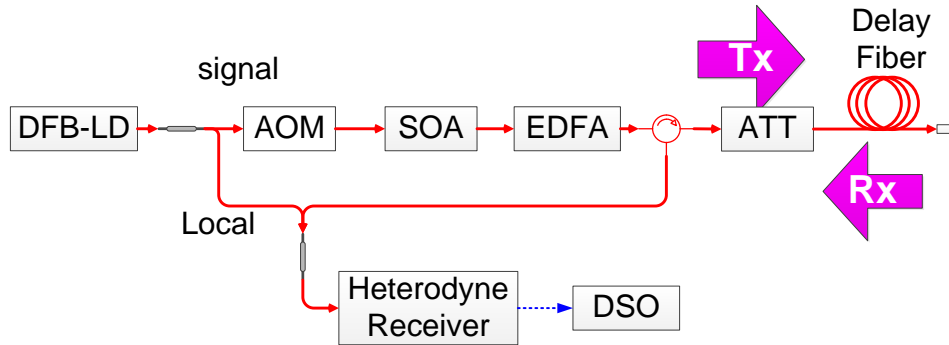 signal
Tx
Delay
Fiber
DFB-LD
AOM
SOA
EDFA
ATT
Rx
Local
Heterodyne
Receiver
DSO